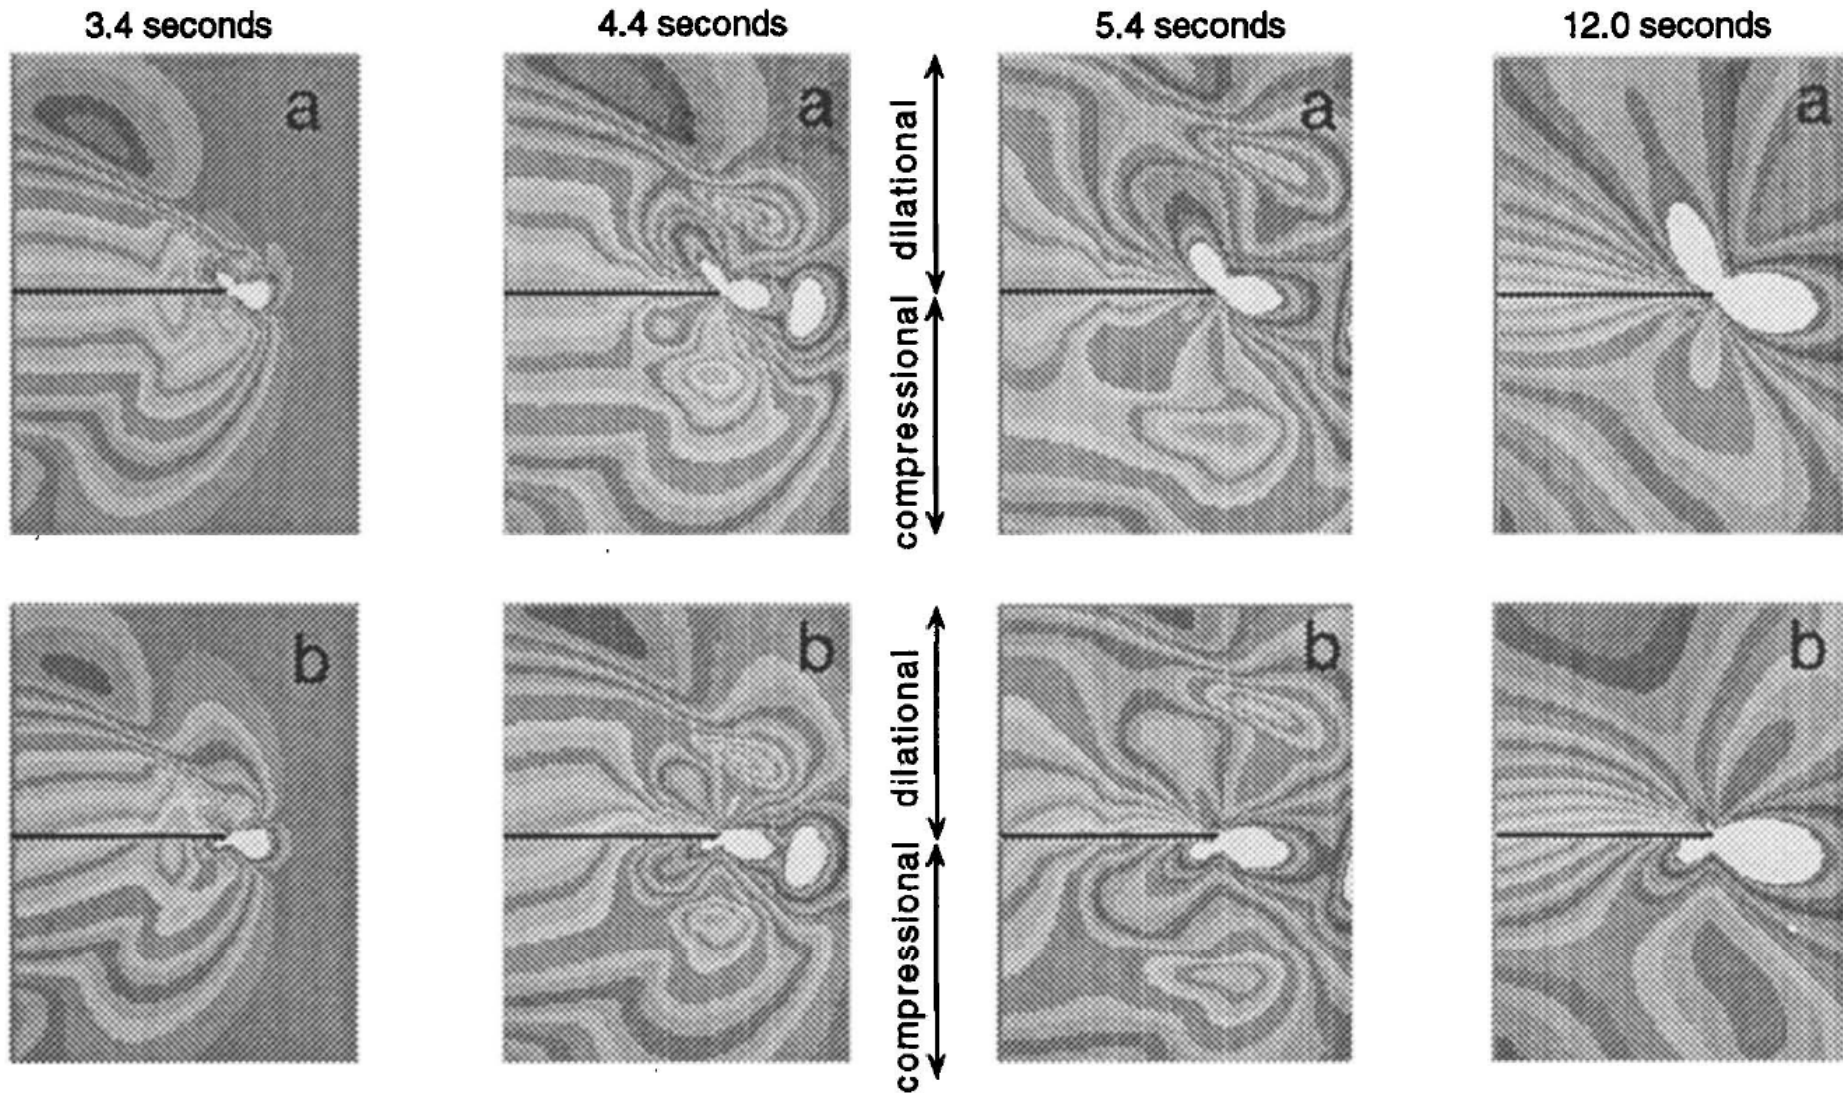 3.4 seconds
4.4 seconds
5.4 seconds
12.0 seconds
a
a
a
a
dilational
compressional
b
b
b
b
dilational
compressional